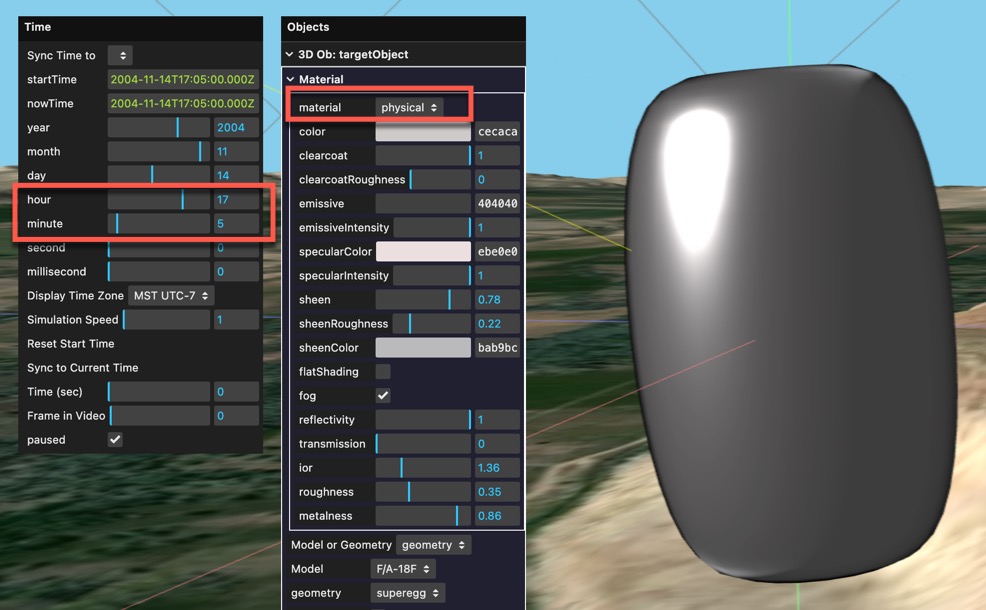 Time
Sync Time to
startTime 2004-11-14T17:05:00.000Z
nowTime 2004-11-14T17:05:00.000Z
year 2004
month 11
day 14
hour 17
minute 5
second 0
millisecond 0
Display Time Zone MST UTC-7
Simulation Speed 1
Reset Start Time
Sync to Current Time
Time (sec) 0
Frame in Video 0
paused
Objects
3D Ob: targetObject
Material
material physical
color cecaca
clearcoat 1
clearcoatRoughness 0
emissive 404040
emissiveIntensity 1
specularColor ebe0e0
specularIntensity 1
sheen 0.78
sheenRoughness 0.22
sheenColor bab9bc
flatShading
fog
reflectivity 1
transmission 0
ior 1.36
roughness 0.35
metalness 0.86
Model or Geometry geometry
Model F/A-18F
geometry superegg